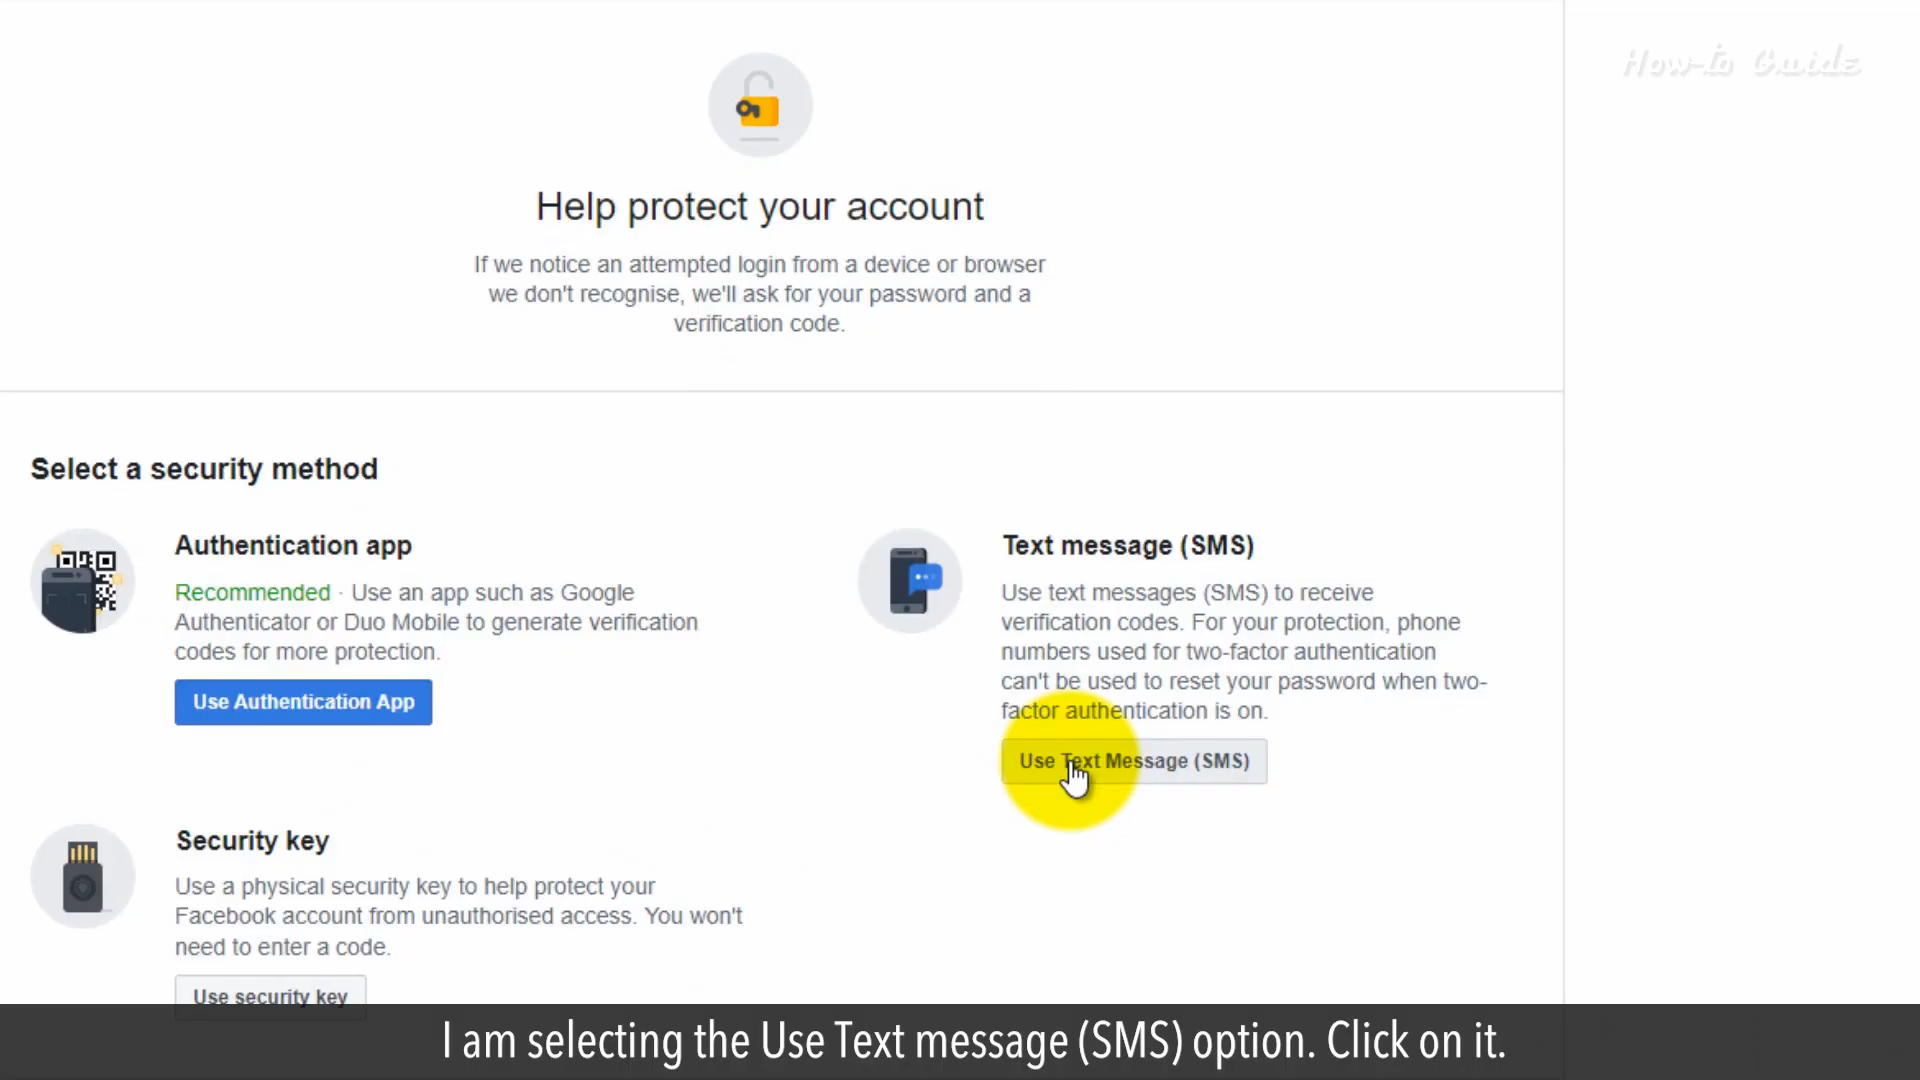 How-to Guide
Help protect your account
If we notice an attempted login from a device or browser
we don't recognise, we'll ask for your password and a
verification code.
Select a security method
Authentication app
Recommended · Use an app such as Google
Authenticator or Duo Mobile to generate verification
codes for more protection.
Use Authentication App
Text message (SMS)
Use text messages (SMS) to receive
verification codes. For your protection, phone
numbers used for two-factor authentication
can't be used to reset your password when two-
factor authentication is on.
Use Text Message (SMS)
Security key
Use a physical security key to help protect your
Facebook account from unauthorised access. You won't
need to enter a code.
Use security key
I am selecting the Use Text message (SMS) option. Click on it.